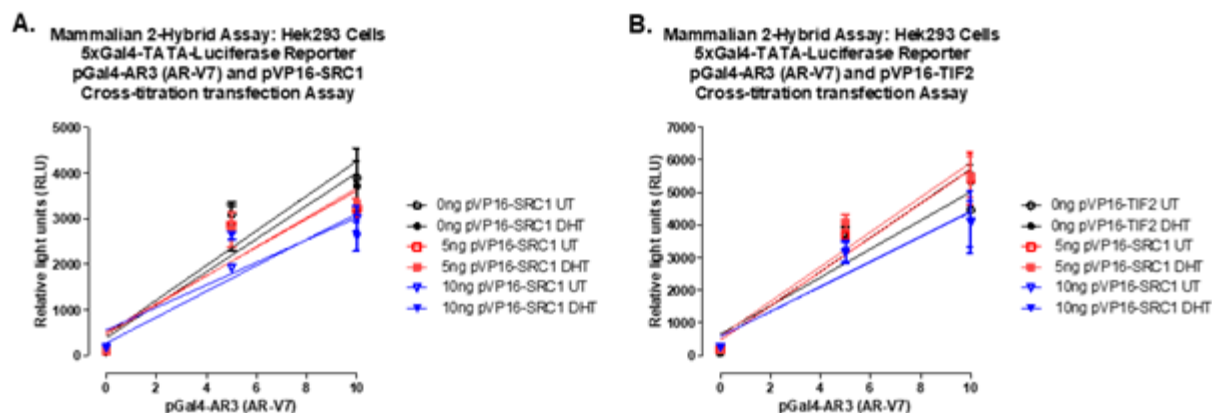 A.
Mammalian 2-Hybrid Assay: Hek293 Cells
5xGal4-TATA-Luciferase Reporter
pGal4-AR3 (AR-V7) and pVP16-SRC1
Cross-titration transfection Assay
Relative light units (RLU)
5000
4000
3000
2000
1000
0
0 2 4 6 8 10
pGal4-AR3 (AR-V7)
0ng pVP16-SRC1 UT
0ng pVP16-SRC1 DHT
5ng pVP16-SRC1 UT
5ng pVP16-SRC1 DHT
10ng pVP16-SRC1 UT
10ng pVP16-SRC1 DHT
B.
Mammalian 2-Hybrid Assay: Hek293 Cells
5xGal4-TATA-Luciferase Reporter
pGal4-AR3 (AR-V7) and pVP16-TIF2
Cross-titration transfection Assay
Relative light units (RLU)
7000
6000
5000
4000
3000
2000
1000
0
0 2 4 6 8 10
pGal4-AR3 (AR-V7)
0ng pVP16-TIF2 UT
0ng pVP16-TIF2 DHT
5ng pVP16-SRC1 UT
5ng pVP16-SRC1 DHT
10ng pVP16-SRC1 UT
10ng pVP16-SRC1 DHT